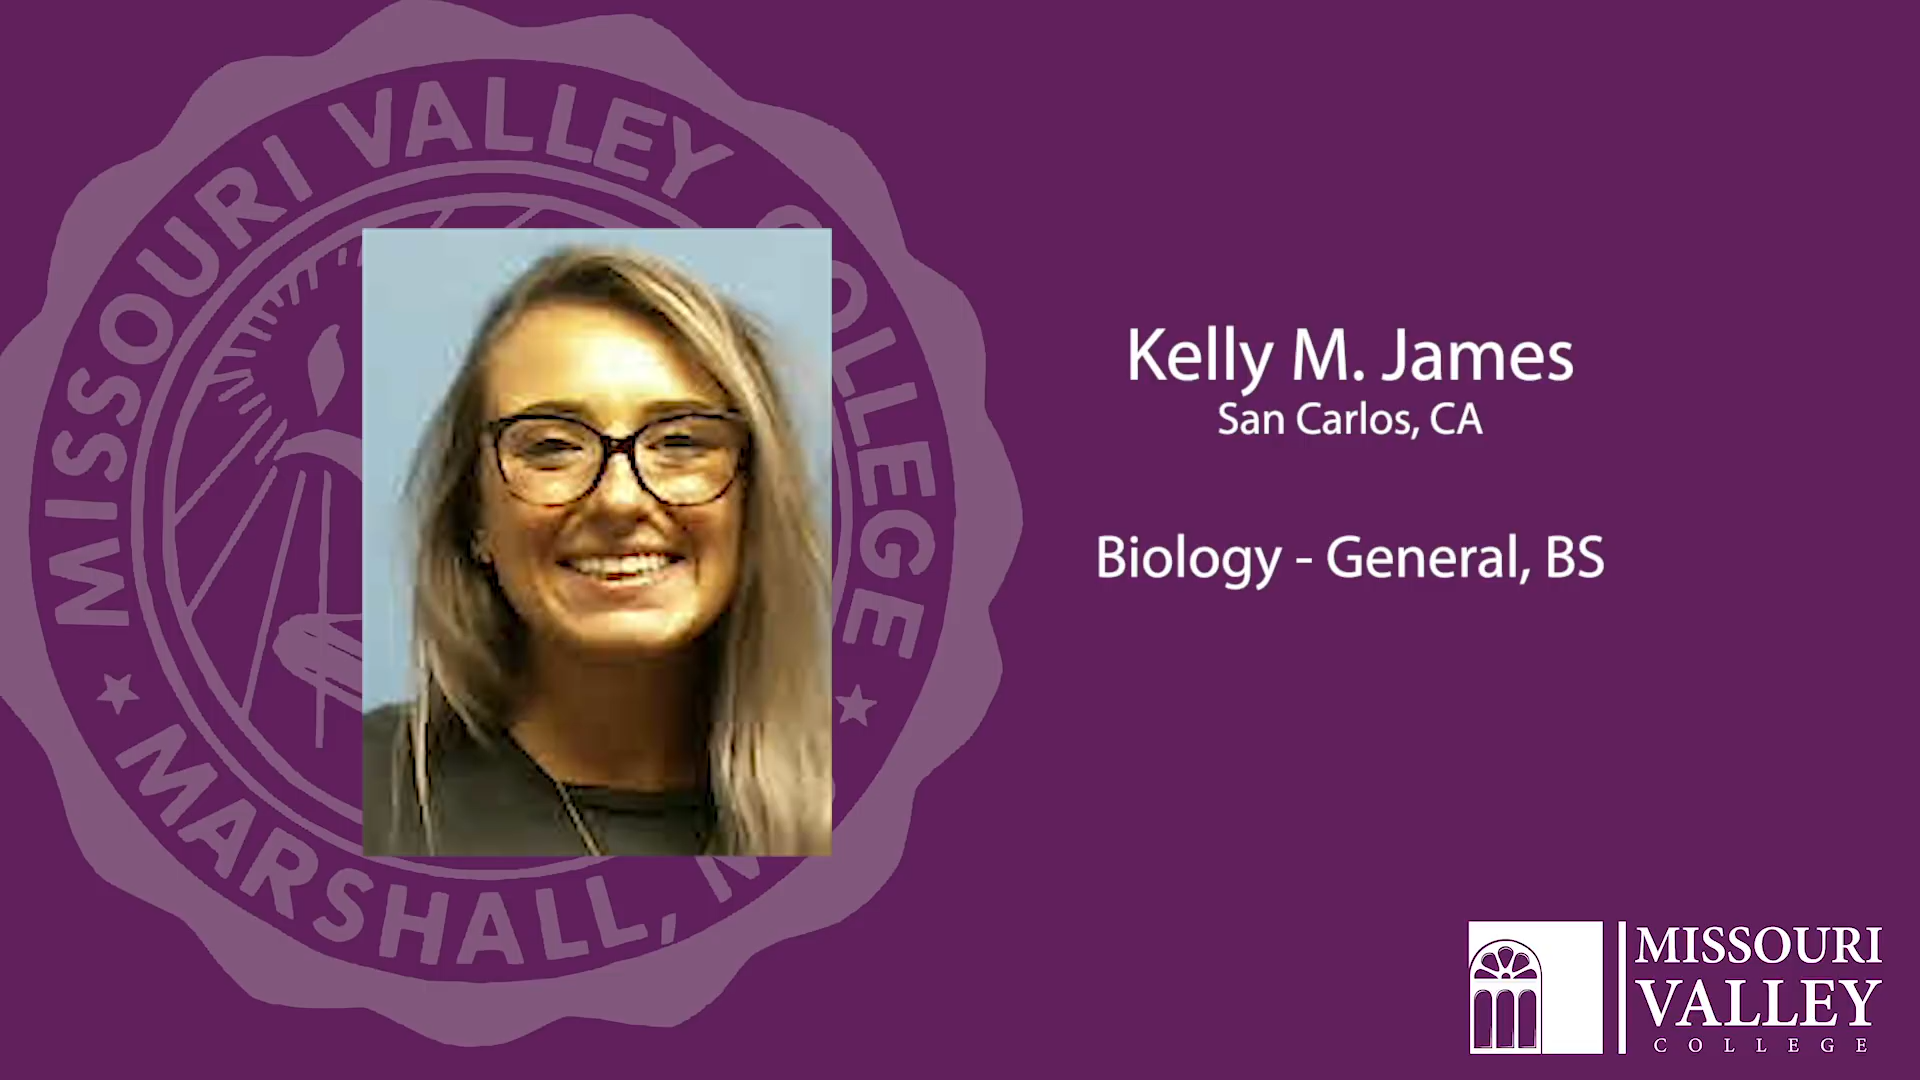 MISSOURI VALLEY COLLEGE
MARSHALL,
Kelly M. James
San Carlos, CA
Biology - General, BS
MISSOURI
VALLEY
COLLEGE